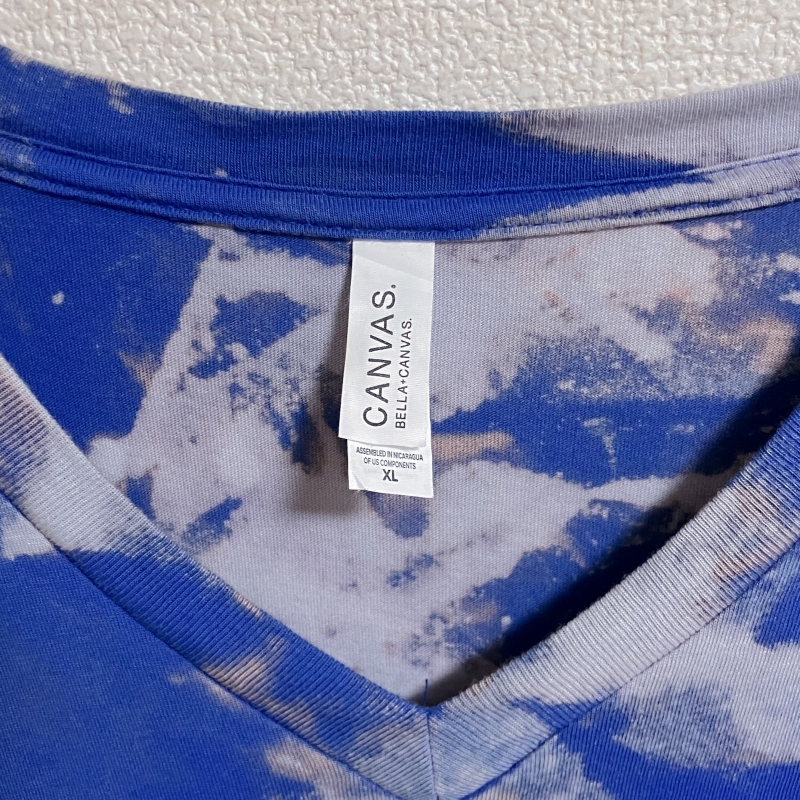 CANVAS.
BELLA+CANVAS.
ASSEMBLED IN NICARAGUA
OF US COMPONENTS
XL